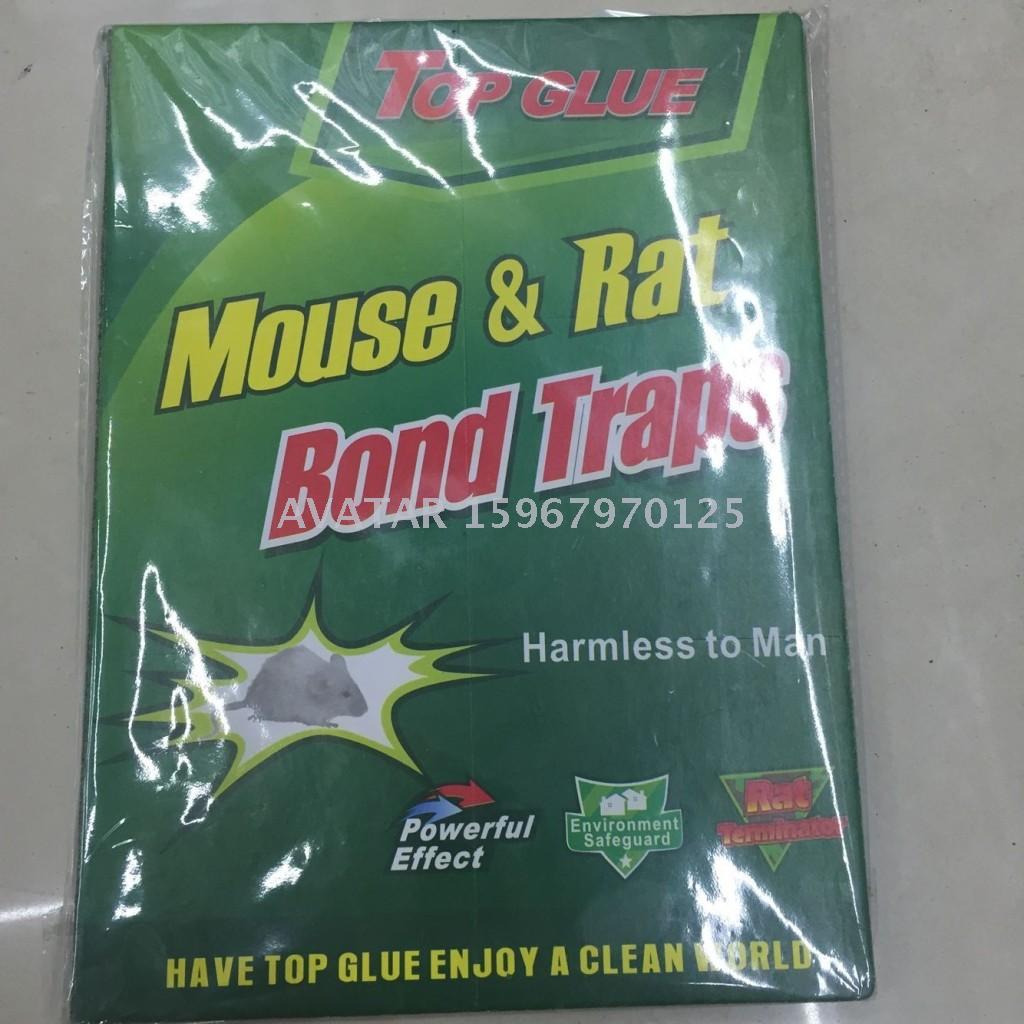 TOP GLUE
Mouse & Rat
Bond Traps
AVATAR 15967970125
Harmless to Man
Powerful
Effect
Environment
Safeguard
Rat
Terminator
HAVE TOP GLUE ENJOY A CLEAN WORLD